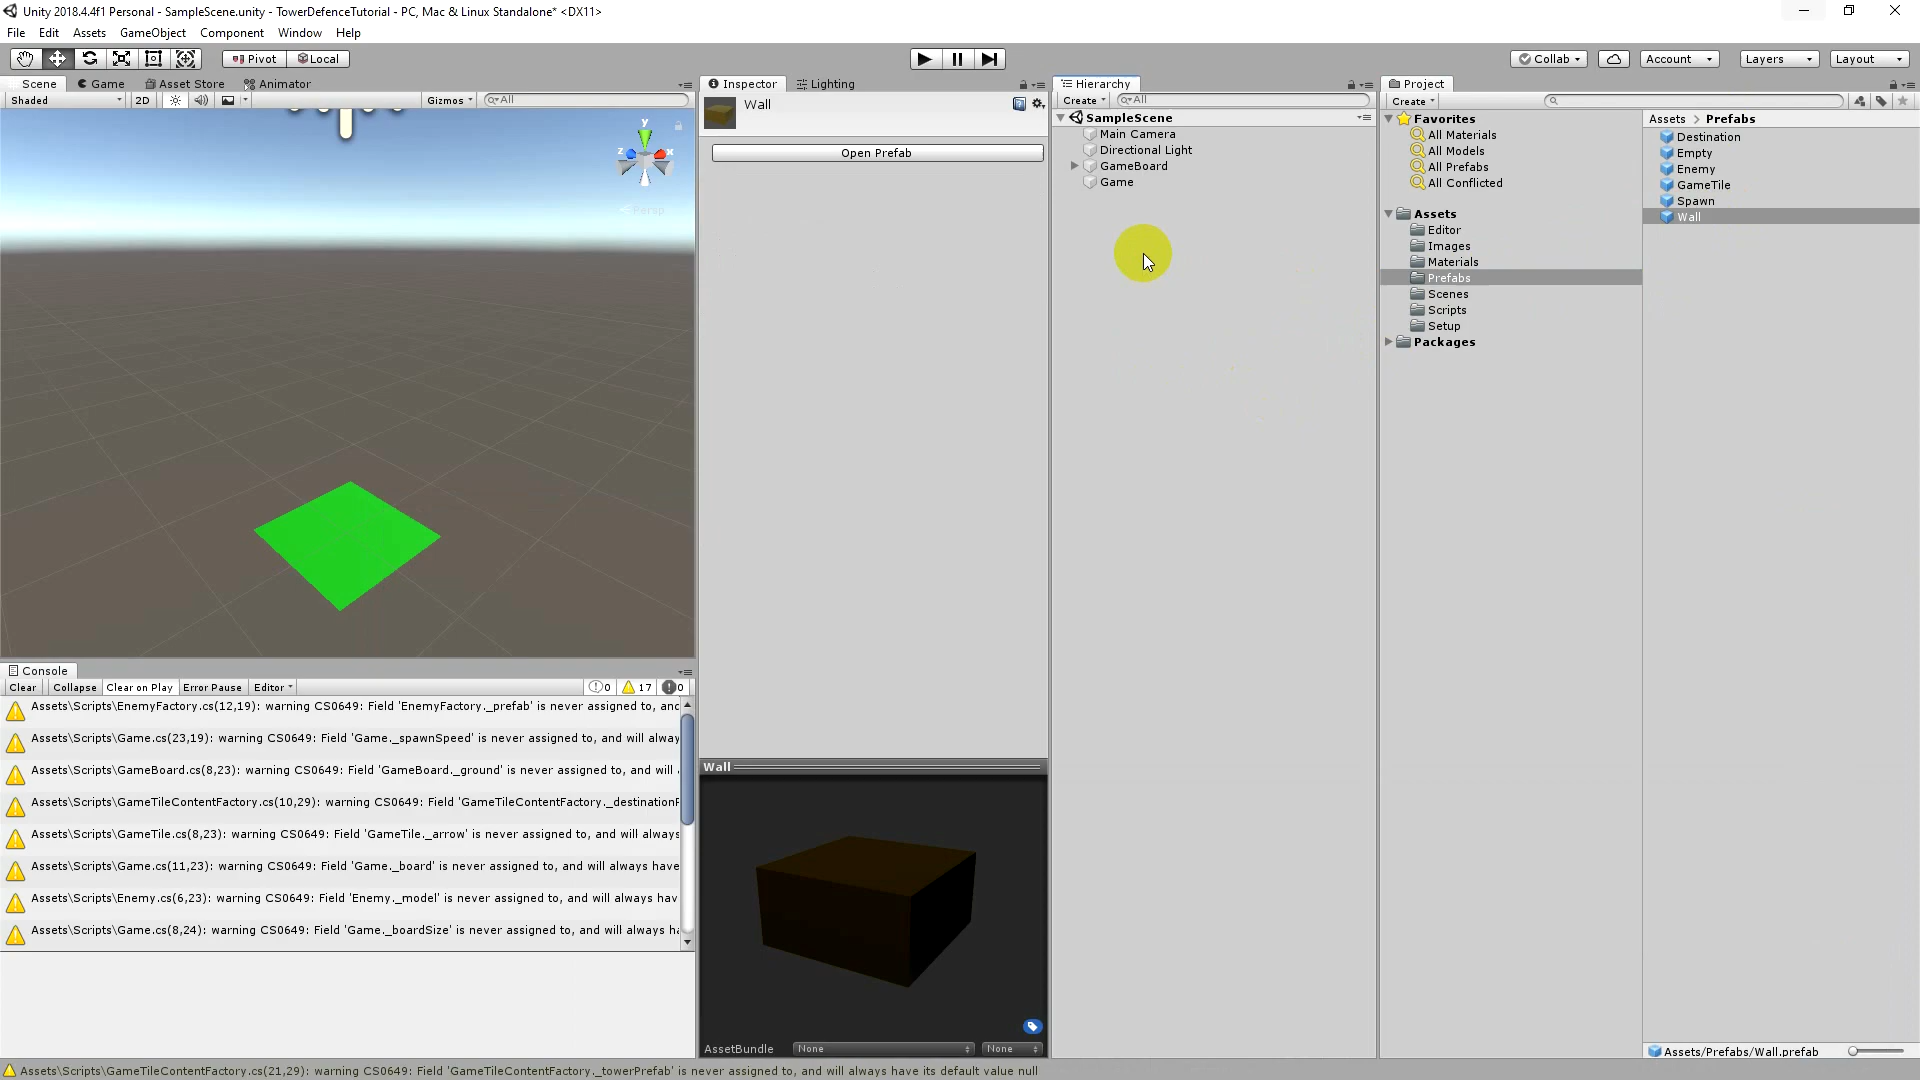 Unity 2018.4.4f1 Personal - SampleScene.unity - TowerDefenceTutorial - PC, Mac & Linux Standalone* <DX11>
File Edit Assets GameObject Component Window Help
Pivot Local Collab Account Layers Layout
Scene Game Asset Store Animator
Shaded 2D Gizmos All
y
x
z
Persp
Inspector Lighting
Wall
Open Prefab
Hierarchy
Create All
SampleScene
Main Camera
Directional Light
GameBoard
Game
Project
Create
Favorites
All Materials
All Models
All Prefabs
All Conflicted
Assets
Editor
Images
Materials
Prefabs
Scenes
Scripts
Setup
Packages
Assets > Prefabs
Destination
Empty
Enemy
GameTile
Spawn
Wall
Console
Clear Collapse Clear on Play Error Pause Editor 0 17 0
Assets\Scripts\EnemyFactory.cs(12,19): warning CS0649: Field 'EnemyFactory._prefab' is never assigned to, and
Assets\Scripts\Game.cs(23,19): warning CS0649: Field 'Game._spawnSpeed' is never assigned to, and will alway
Assets\Scripts\GameBoard.cs(8,23): warning CS0649: Field 'GameBoard._ground' is never assigned to, and will
Assets\Scripts\GameTileContentFactory.cs(10,29): warning CS0649: Field 'GameTileContentFactory._destinationP
Assets\Scripts\GameTile.cs(8,23): warning CS0649: Field 'GameTile._arrow' is never assigned to, and will always
Assets\Scripts\Game.cs(11,23): warning CS0649: Field 'Game._board' is never assigned to, and will always have
Assets\Scripts\Enemy.cs(6,23): warning CS0649: Field 'Enemy._model' is never assigned to, and will always hav
Assets\Scripts\Game.cs(8,24): warning CS0649: Field 'Game._boardSize' is never assigned to, and will always ha
Wall
AssetBundle None None
Assets/Prefabs/Wall.prefab
Assets\Scripts\GameTileContentFactory.cs(21,29): warning CS0649: Field 'GameTileContentFactory._towerPrefab' is never assigned to, and will always have its default value null